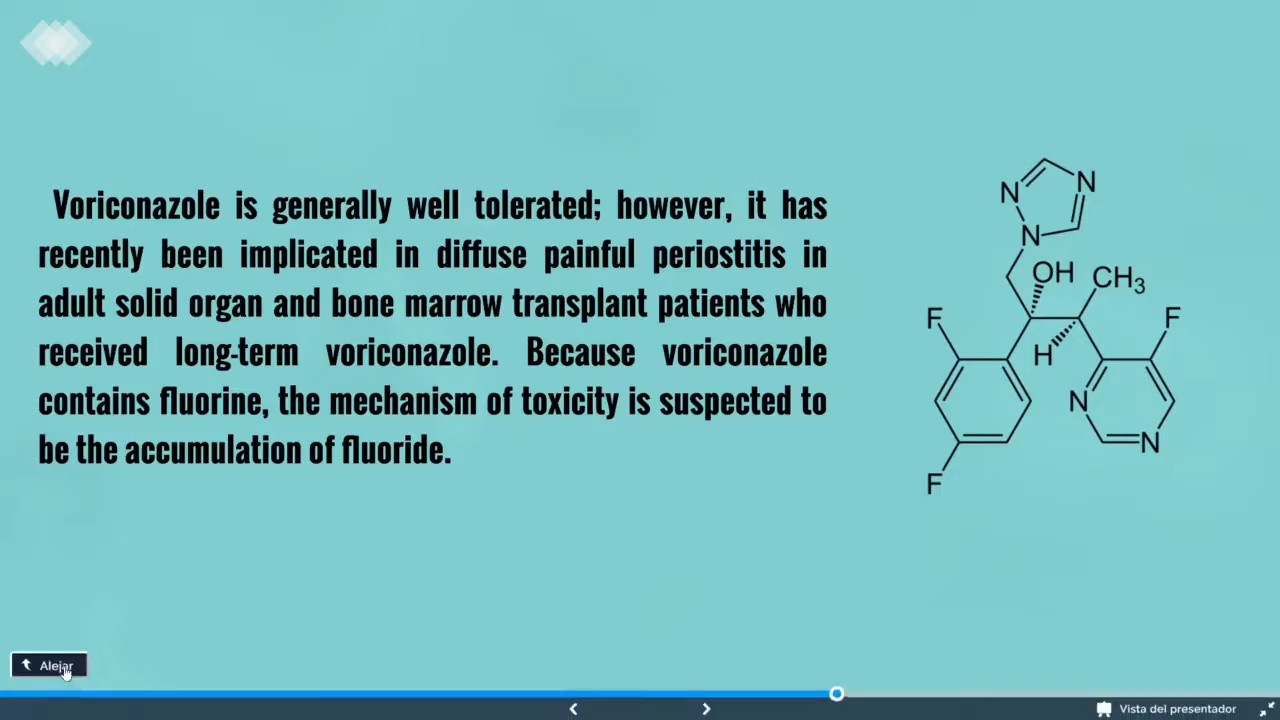 Voriconazole is generally well tolerated; however, it has
recently been implicated in diffuse painful periostitis in
adult solid organ and bone marrow transplant patients who
received long-term voriconazole. Because voriconazole
contains fluorine, the mechanism of toxicity is suspected to
be the accumulation of fluoride.
N
N
N
OH
CH₃
F
H
F
N
N
F
Alejar
Vista del presentador